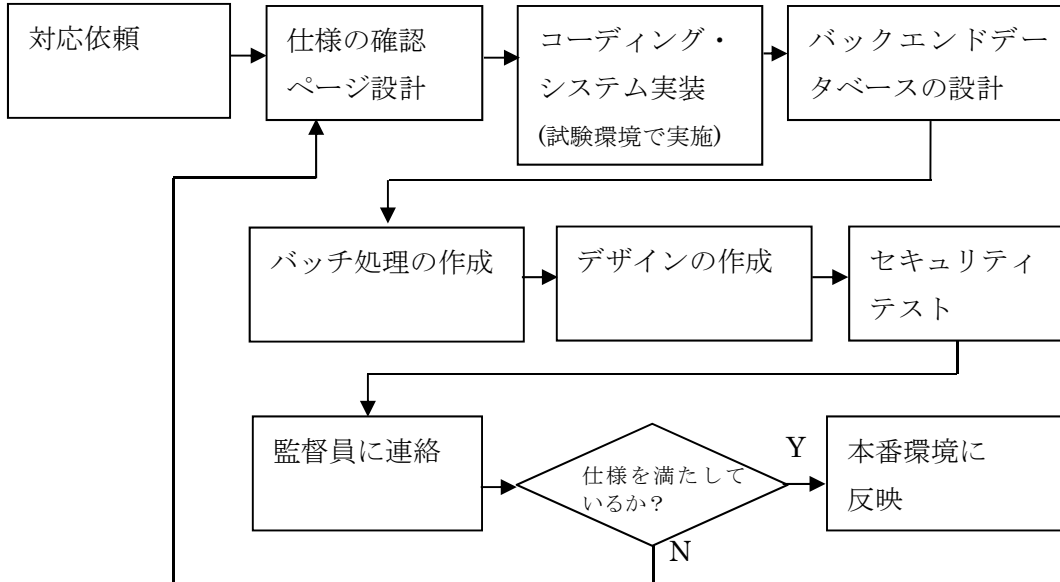 対応依頼
仕様の確認
ページ設計
コーディング・
システム実装
(試験環境で実施)
バックエンドデー
タベースの設計
バッチ処理の作成
デザインの作成
セキュリティ
テスト
監督員に連絡
仕様を満たして
いるか？
Y
本番環境に
反映
N